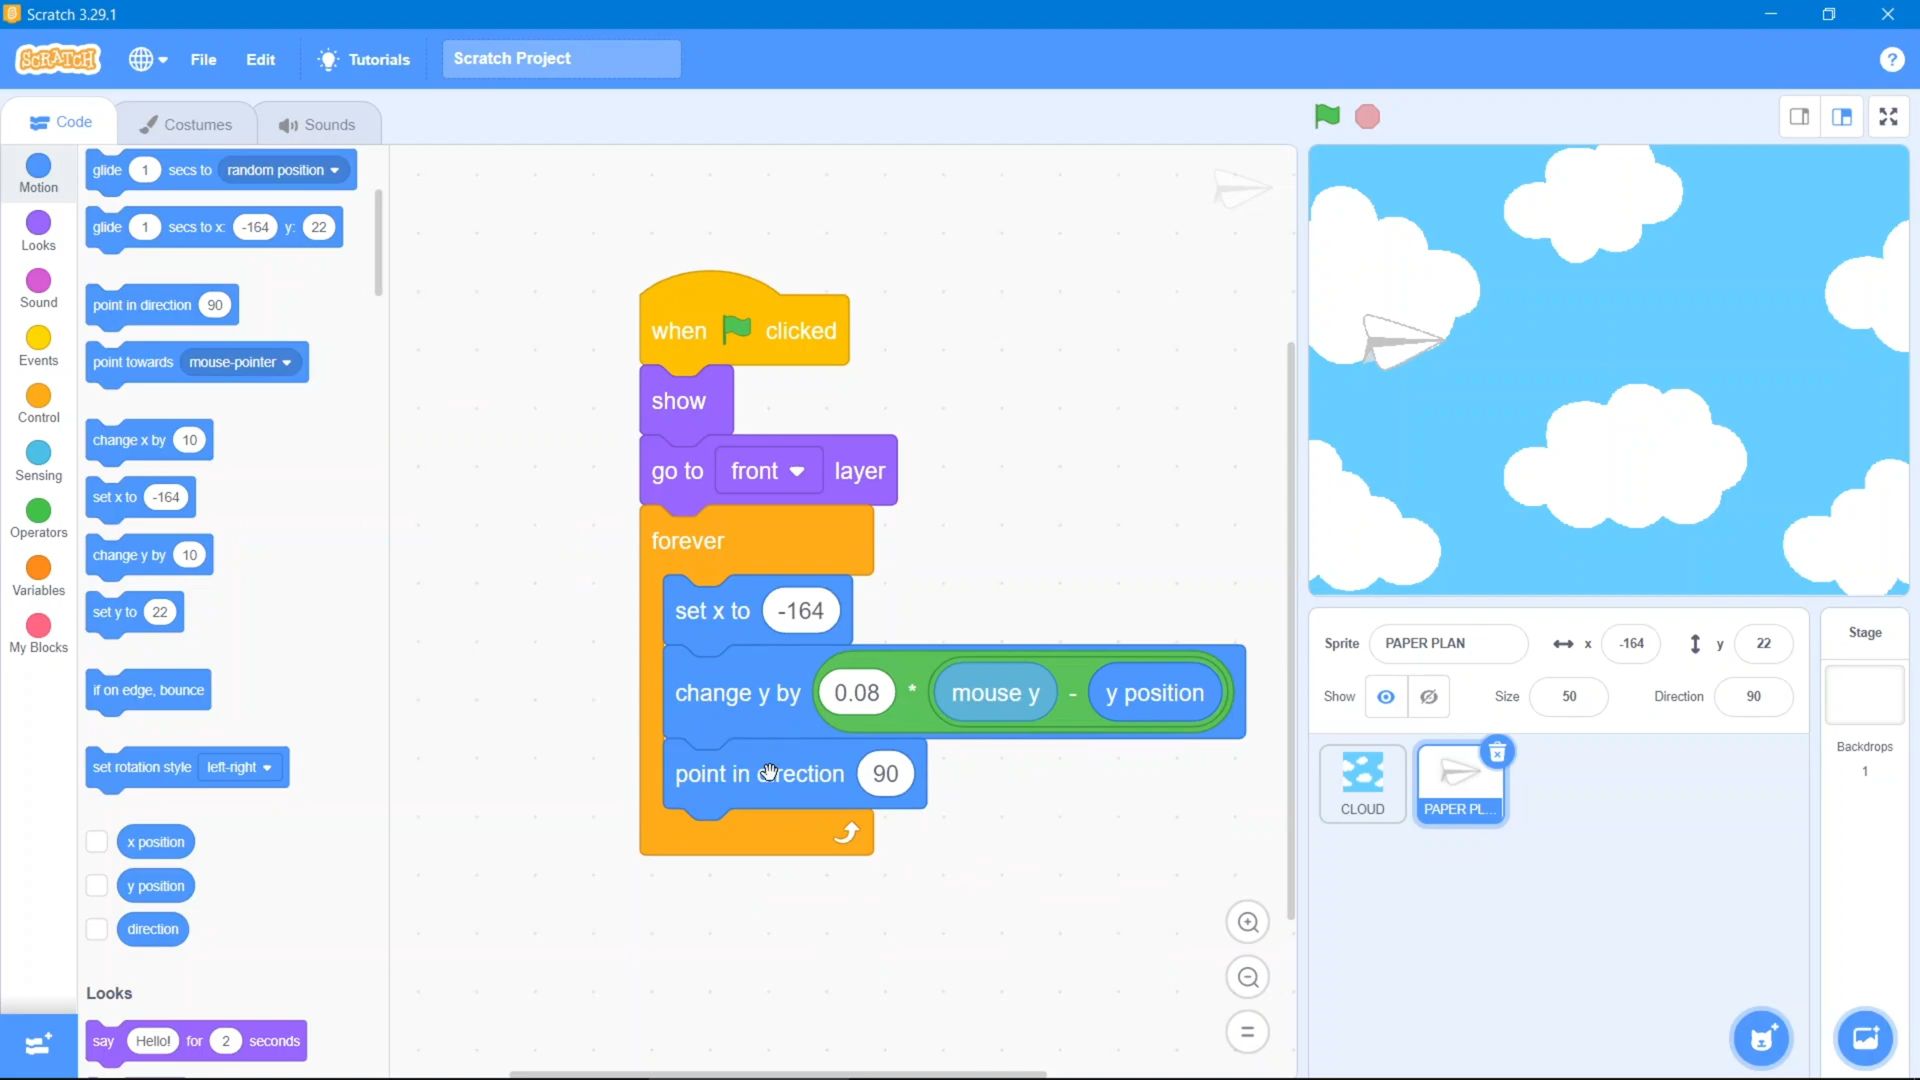 Scratch 3.29.1
SCRATCH
File
Edit
Tutorials
Scratch Project
?
Code
Costumes
Sounds
Motion
Looks
Sound
Events
Control
Sensing
Operators
Variables
My Blocks
glide 1 secs to random position
glide 1 secs to x: -164 y: 22
point in direction 90
point towards mouse-pointer
change x by 10
set x to -164
change y by 10
set y to 22
if on edge, bounce
set rotation style left-right
x position
y position
direction
Looks
say Hello! for 2 seconds
when clicked
show
go to front layer
forever
set x to -164
change y by 0.08 * mouse y - y position
point in direction 90
Sprite PAPER PLAN x -164 y 22
Show Size 50 Direction 90
CLOUD
PAPER PL...
Stage
Backdrops
1